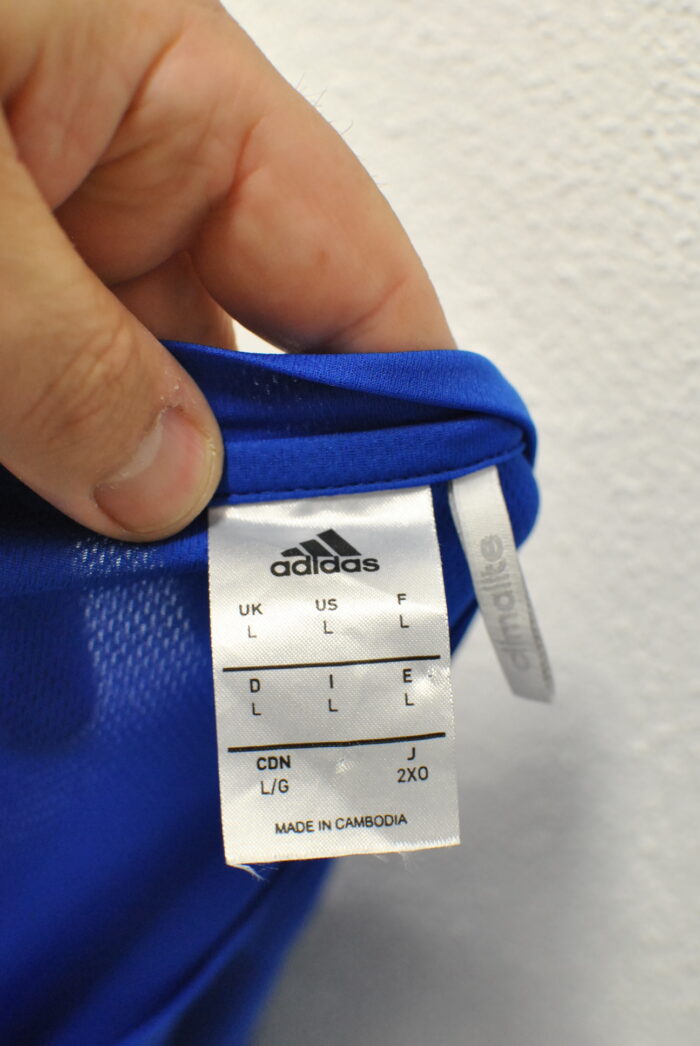 adidas
UK US F
L L L
D I E
L L L
CDN J
L/G 2XO
MADE IN CAMBODIA
climalite